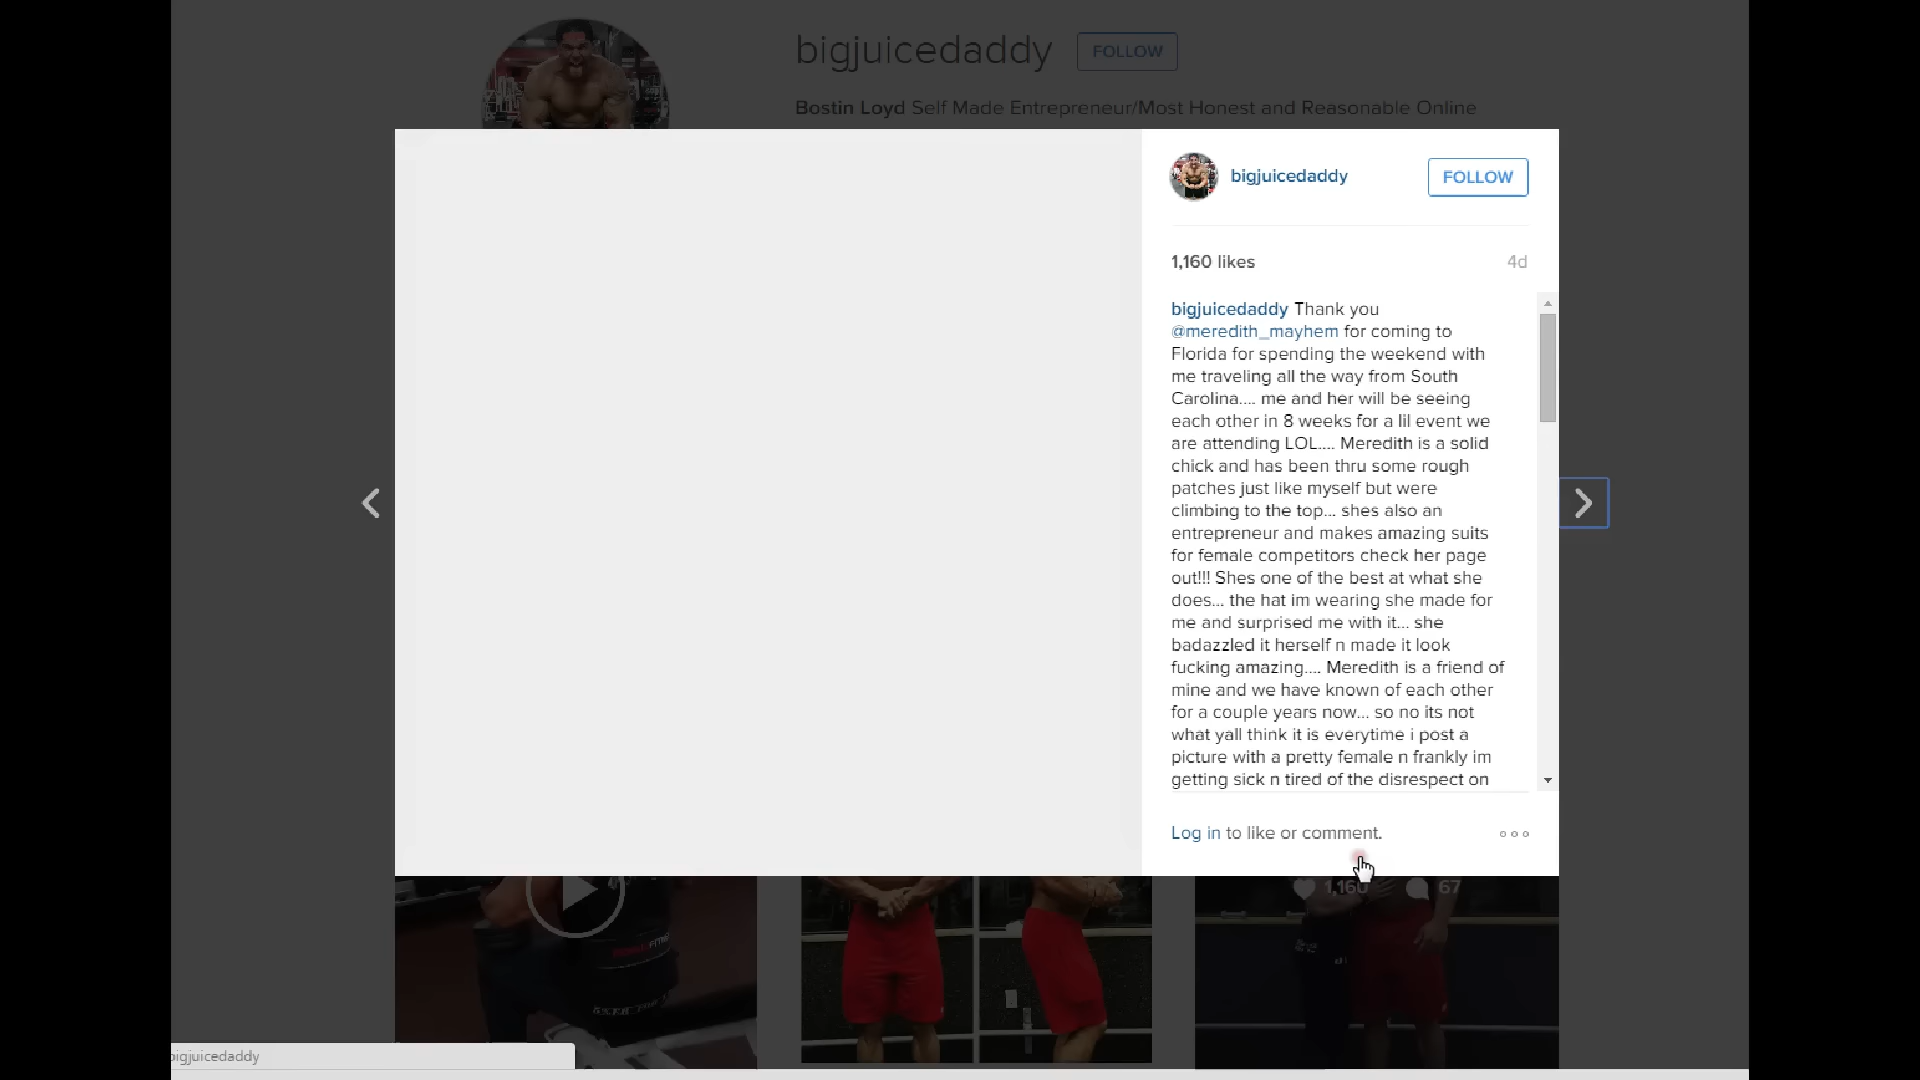 bigjuicedaddy FOLLOW
Bostin Loyd Self Made Entrepreneur/Most Honest and Reasonable Online
bigjuicedaddy FOLLOW
1,160 likes 4d
bigjuicedaddy Thank you
@meredith_mayhem for coming to
Florida for spending the weekend with
me traveling all the way from South
Carolina.... me and her will be seeing
each other in 8 weeks for a lil event we
are attending LOL.... Meredith is a solid
chick and has been thru some rough
patches just like myself but were
climbing to the top... shes also an
entrepreneur and makes amazing suits
for female competitors check her page
out!!! Shes one of the best at what she
does... the hat im wearing she made for
me and surprised me with it... she
badazzled it herself n made it look
fucking amazing.... Meredith is a friend of
mine and we have known of each other
for a couple years now... so no its not
what yall think it is everytime i post a
picture with a pretty female n frankly im
getting sick n tired of the disrespect on
Log in to like or comment.
1,160 67
bigjuicedaddy